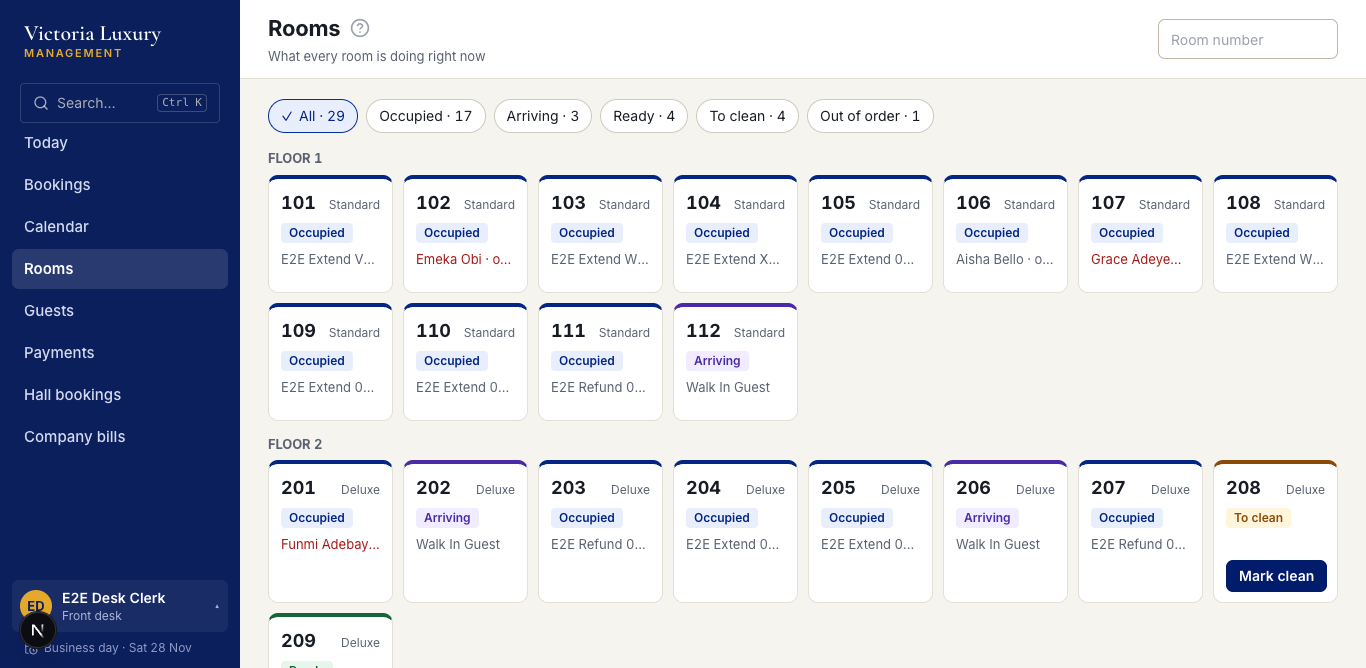 Victoria Luxury
MANAGEMENT
Search... Ctrl K
Today
Bookings
Calendar
Rooms
Guests
Payments
Hall bookings
Company bills
ED E2E Desk Clerk
Front desk
N
Business day · Sat 28 Nov
Rooms ?
What every room is doing right now
Room number
✓ All · 29 Occupied · 17 Arriving · 3 Ready · 4 To clean · 4 Out of order · 1
FLOOR 1
101 Standard 102 Standard 103 Standard 104 Standard 105 Standard 106 Standard 107 Standard 108 Standard
Occupied Occupied Occupied Occupied Occupied Occupied Occupied Occupied
E2E Extend V... Emeka Obi · o... E2E Extend W... E2E Extend X... E2E Extend 0... Aisha Bello · o... Grace Adeye... E2E Extend W...
109 Standard 110 Standard 111 Standard 112 Standard
Occupied Occupied Occupied Arriving
E2E Extend 0... E2E Extend 0... E2E Refund 0... Walk In Guest
FLOOR 2
201 Deluxe 202 Deluxe 203 Deluxe 204 Deluxe 205 Deluxe 206 Deluxe 207 Deluxe 208 Deluxe
Occupied Arriving Occupied Occupied Occupied Arriving Occupied To clean
Funmi Adebay... Walk In Guest E2E Refund 0... E2E Extend 0... E2E Extend 0... Walk In Guest E2E Refund 0...
Mark clean
209 Deluxe